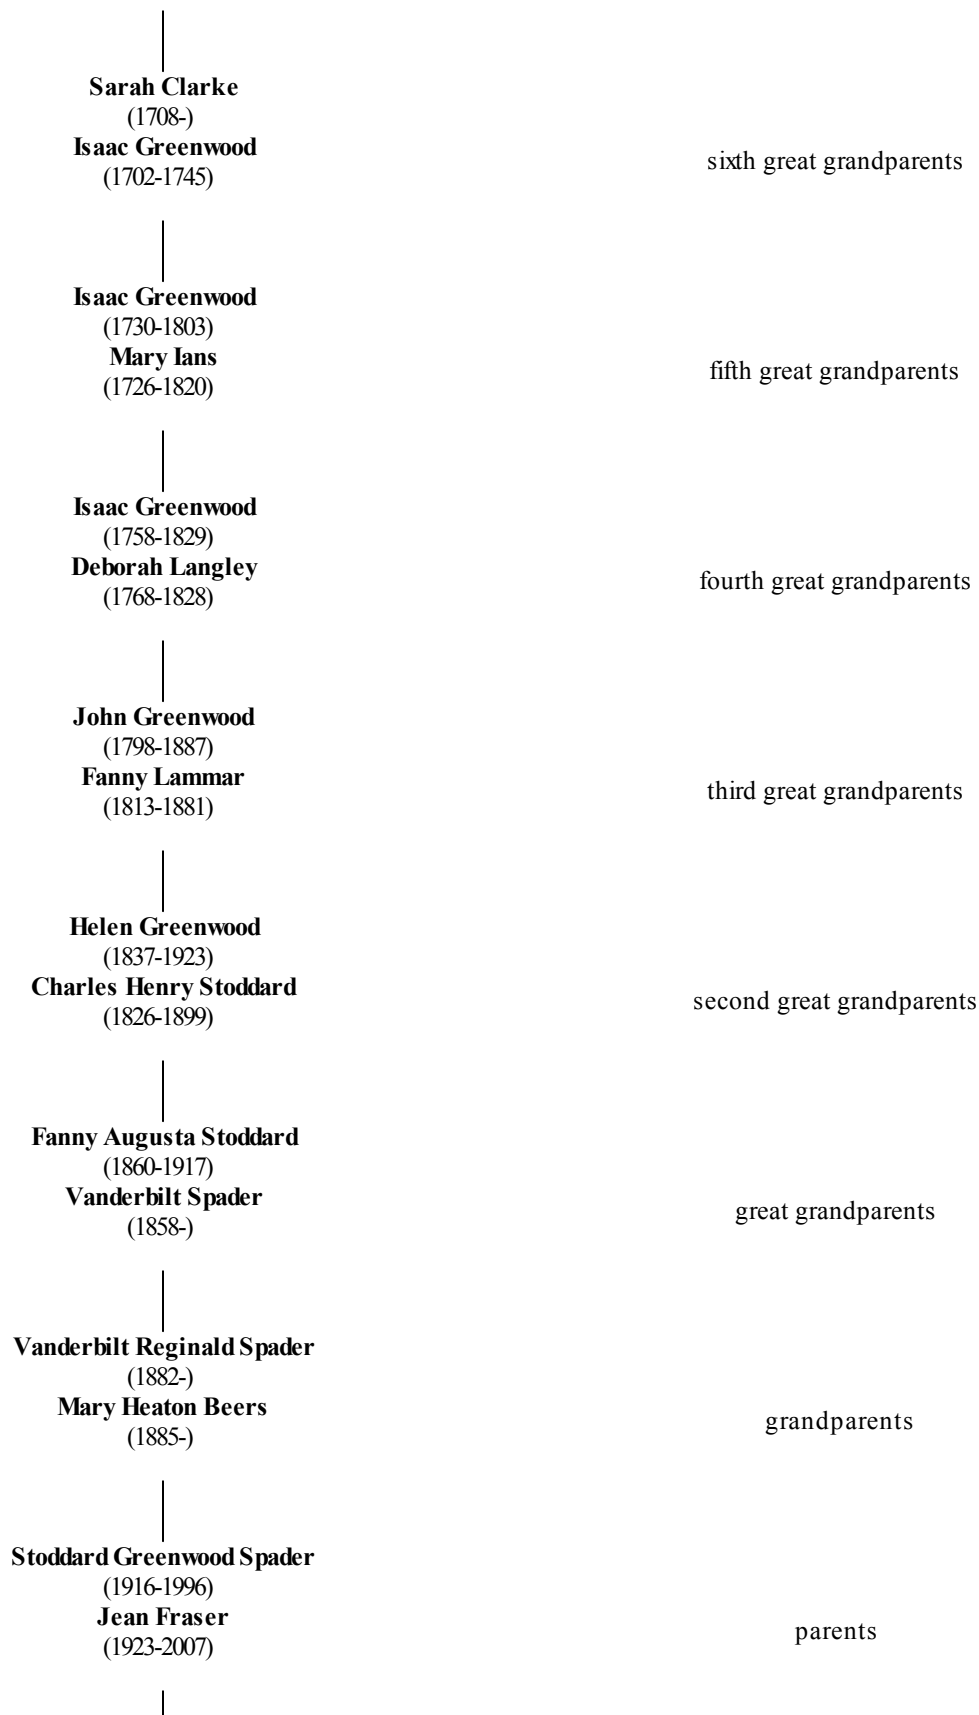 Sarah Clarke
(1708-)
Isaac Greenwood
(1702-1745)
sixth great grandparents
Isaac Greenwood
(1730-1803)
Mary Ians
(1726-1820)
fifth great grandparents
Isaac Greenwood
(1758-1829)
Deborah Langley
(1768-1828)
fourth great grandparents
John Greenwood
(1798-1887)
Fanny Lammar
(1813-1881)
third great grandparents
Helen Greenwood
(1837-1923)
Charles Henry Stoddard
(1826-1899)
second great grandparents
Fanny Augusta Stoddard
(1860-1917)
Vanderbilt Spader
(1858-)
great grandparents
Vanderbilt Reginald Spader
(1882-)
Mary Heaton Beers
(1885-)
grandparents
Stoddard Greenwood Spader
(1916-1996)
Jean Fraser
(1923-2007)
parents